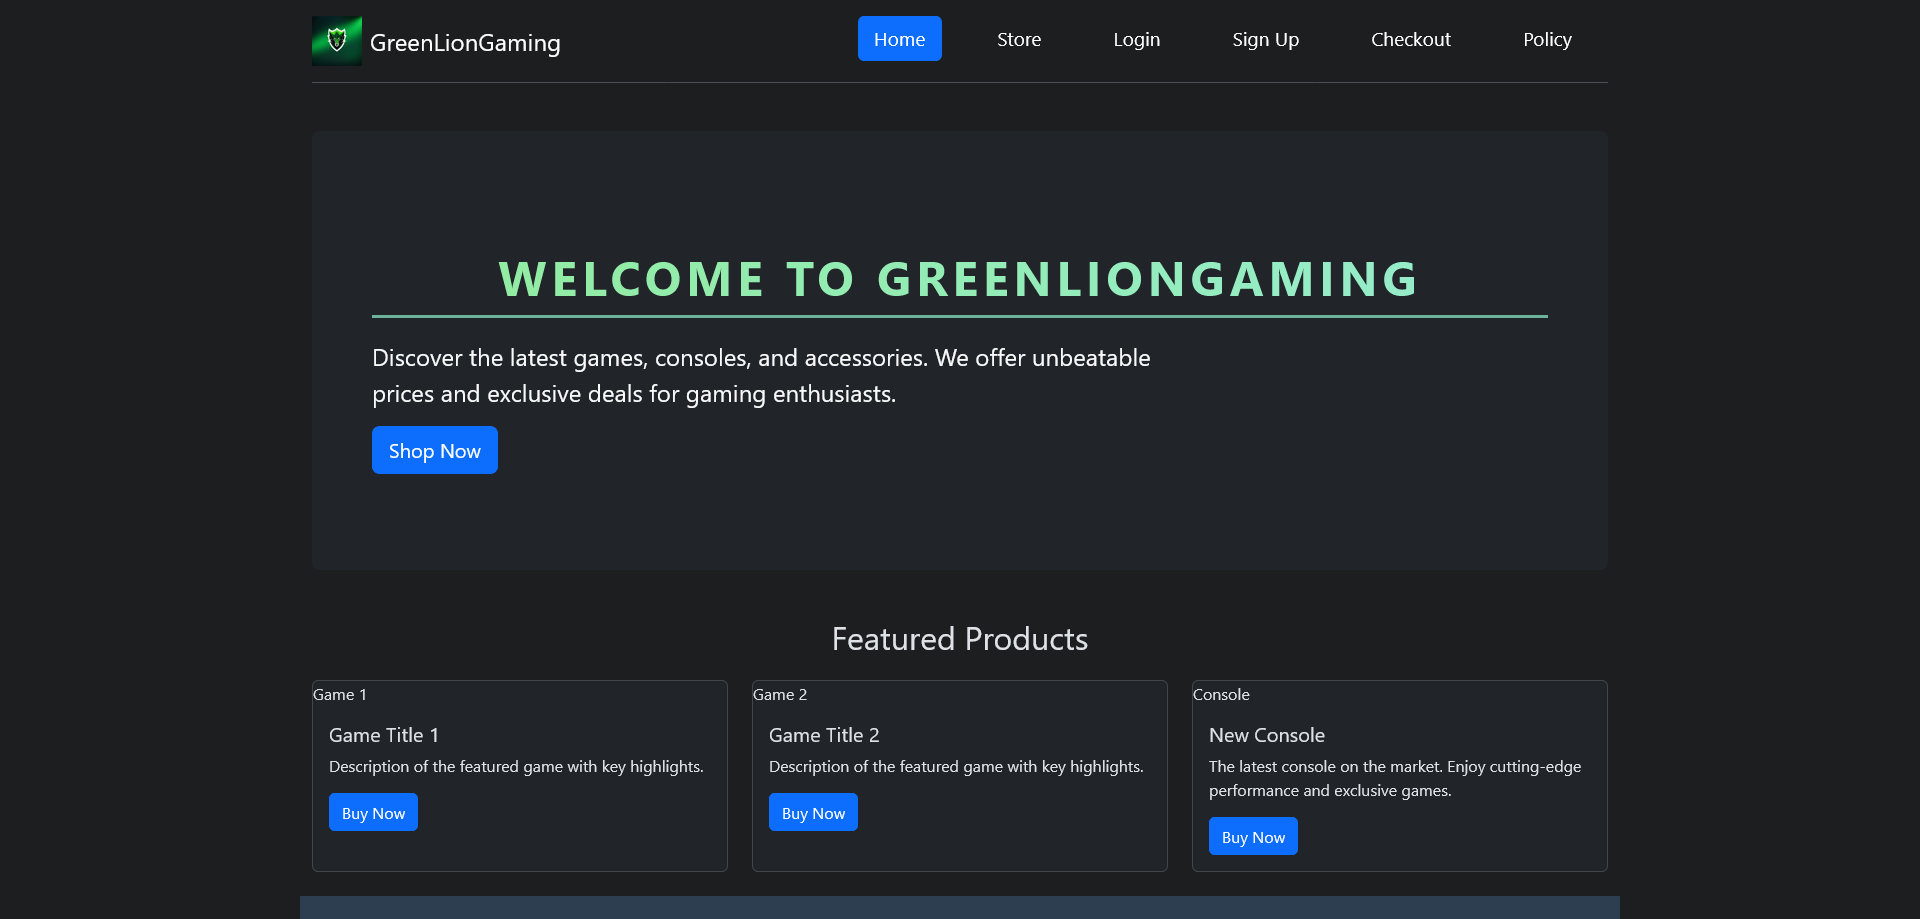 GreenLionGaming
Home
Store
Login
Sign Up
Checkout
Policy
WELCOME TO GREENLIONGAMING
Discover the latest games, consoles, and accessories. We offer unbeatable
prices and exclusive deals for gaming enthusiasts.
Shop Now
Featured Products
Game 1
Game Title 1
Description of the featured game with key highlights.
Buy Now
Game 2
Game Title 2
Description of the featured game with key highlights.
Buy Now
Console
New Console
The latest console on the market. Enjoy cutting-edge
performance and exclusive games.
Buy Now